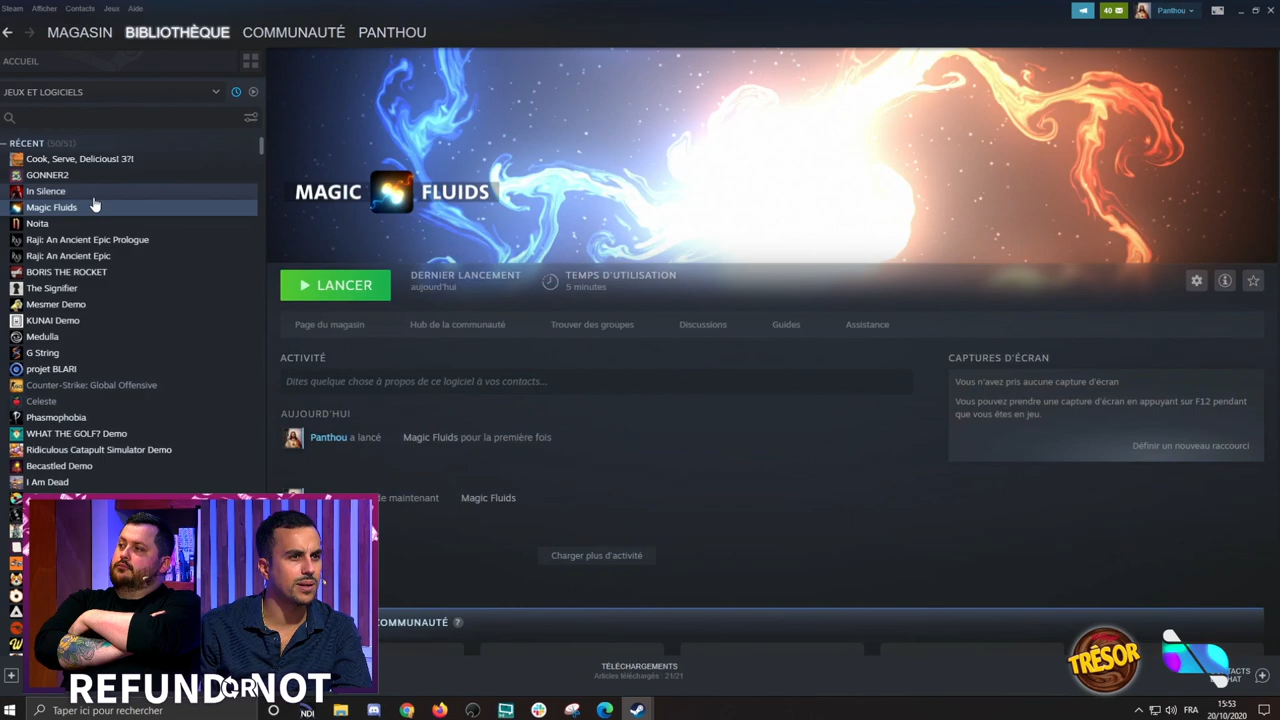 Steam Afficher Contacts Jeux Aide
40 Panthou
MAGASIN BIBLIOTHÈQUE COMMUNAUTÉ PANTHOU
ACCUEIL
JEUX ET LOGICIELS
RÉCENT (50/51)
Cook, Serve, Delicious! 3?!
GONNER2
In Silence
Magic Fluids
Noita
Raji: An Ancient Epic Prologue
Raji: An Ancient Epic
BORIS THE ROCKET
The Signifier
Mesmer Demo
KUNAI Demo
Medulla
G String
projet BLARI
Counter-Strike: Global Offensive
Celeste
Phasmophobia
WHAT THE GOLF? Demo
Ridiculous Catapult Simulator Demo
Becastled Demo
I Am Dead
MAGIC FLUIDS
LANCER
DERNIER LANCEMENT
aujourd'hui
TEMPS D'UTILISATION
5 minutes
Page du magasin Hub de la communauté Trouver des groupes Discussions Guides Assistance
ACTIVITÉ
Dites quelque chose à propos de ce logiciel à vos contacts...
AUJOURD'HUI
Panthou a lancé Magic Fluids pour la première fois
de maintenant Magic Fluids
Charger plus d'activité
CAPTURES D'ÉCRAN
Vous n'avez pris aucune capture d'écran
Vous pouvez prendre une capture d'écran en appuyant sur F12 pendant
que vous êtes en jeu.
Définir un nouveau raccourci
COMMUNAUTÉ ?
TÉLÉCHARGEMENTS
Articles téléchargés : 21/21
TRÉSOR
REFUND OR NOT
Taper ici pour rechercher
NDI
FRA
15:53
20/10/2020